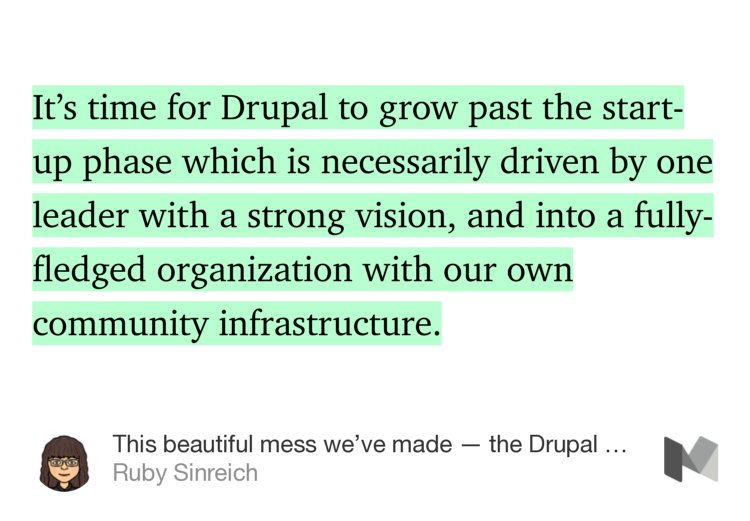 It’s time for Drupal to grow past the start-
up phase which is necessarily driven by one
leader with a strong vision, and into a fully-
fledged organization with our own
community infrastructure.
This beautiful mess we’ve made — the Drupal …
Ruby Sinreich